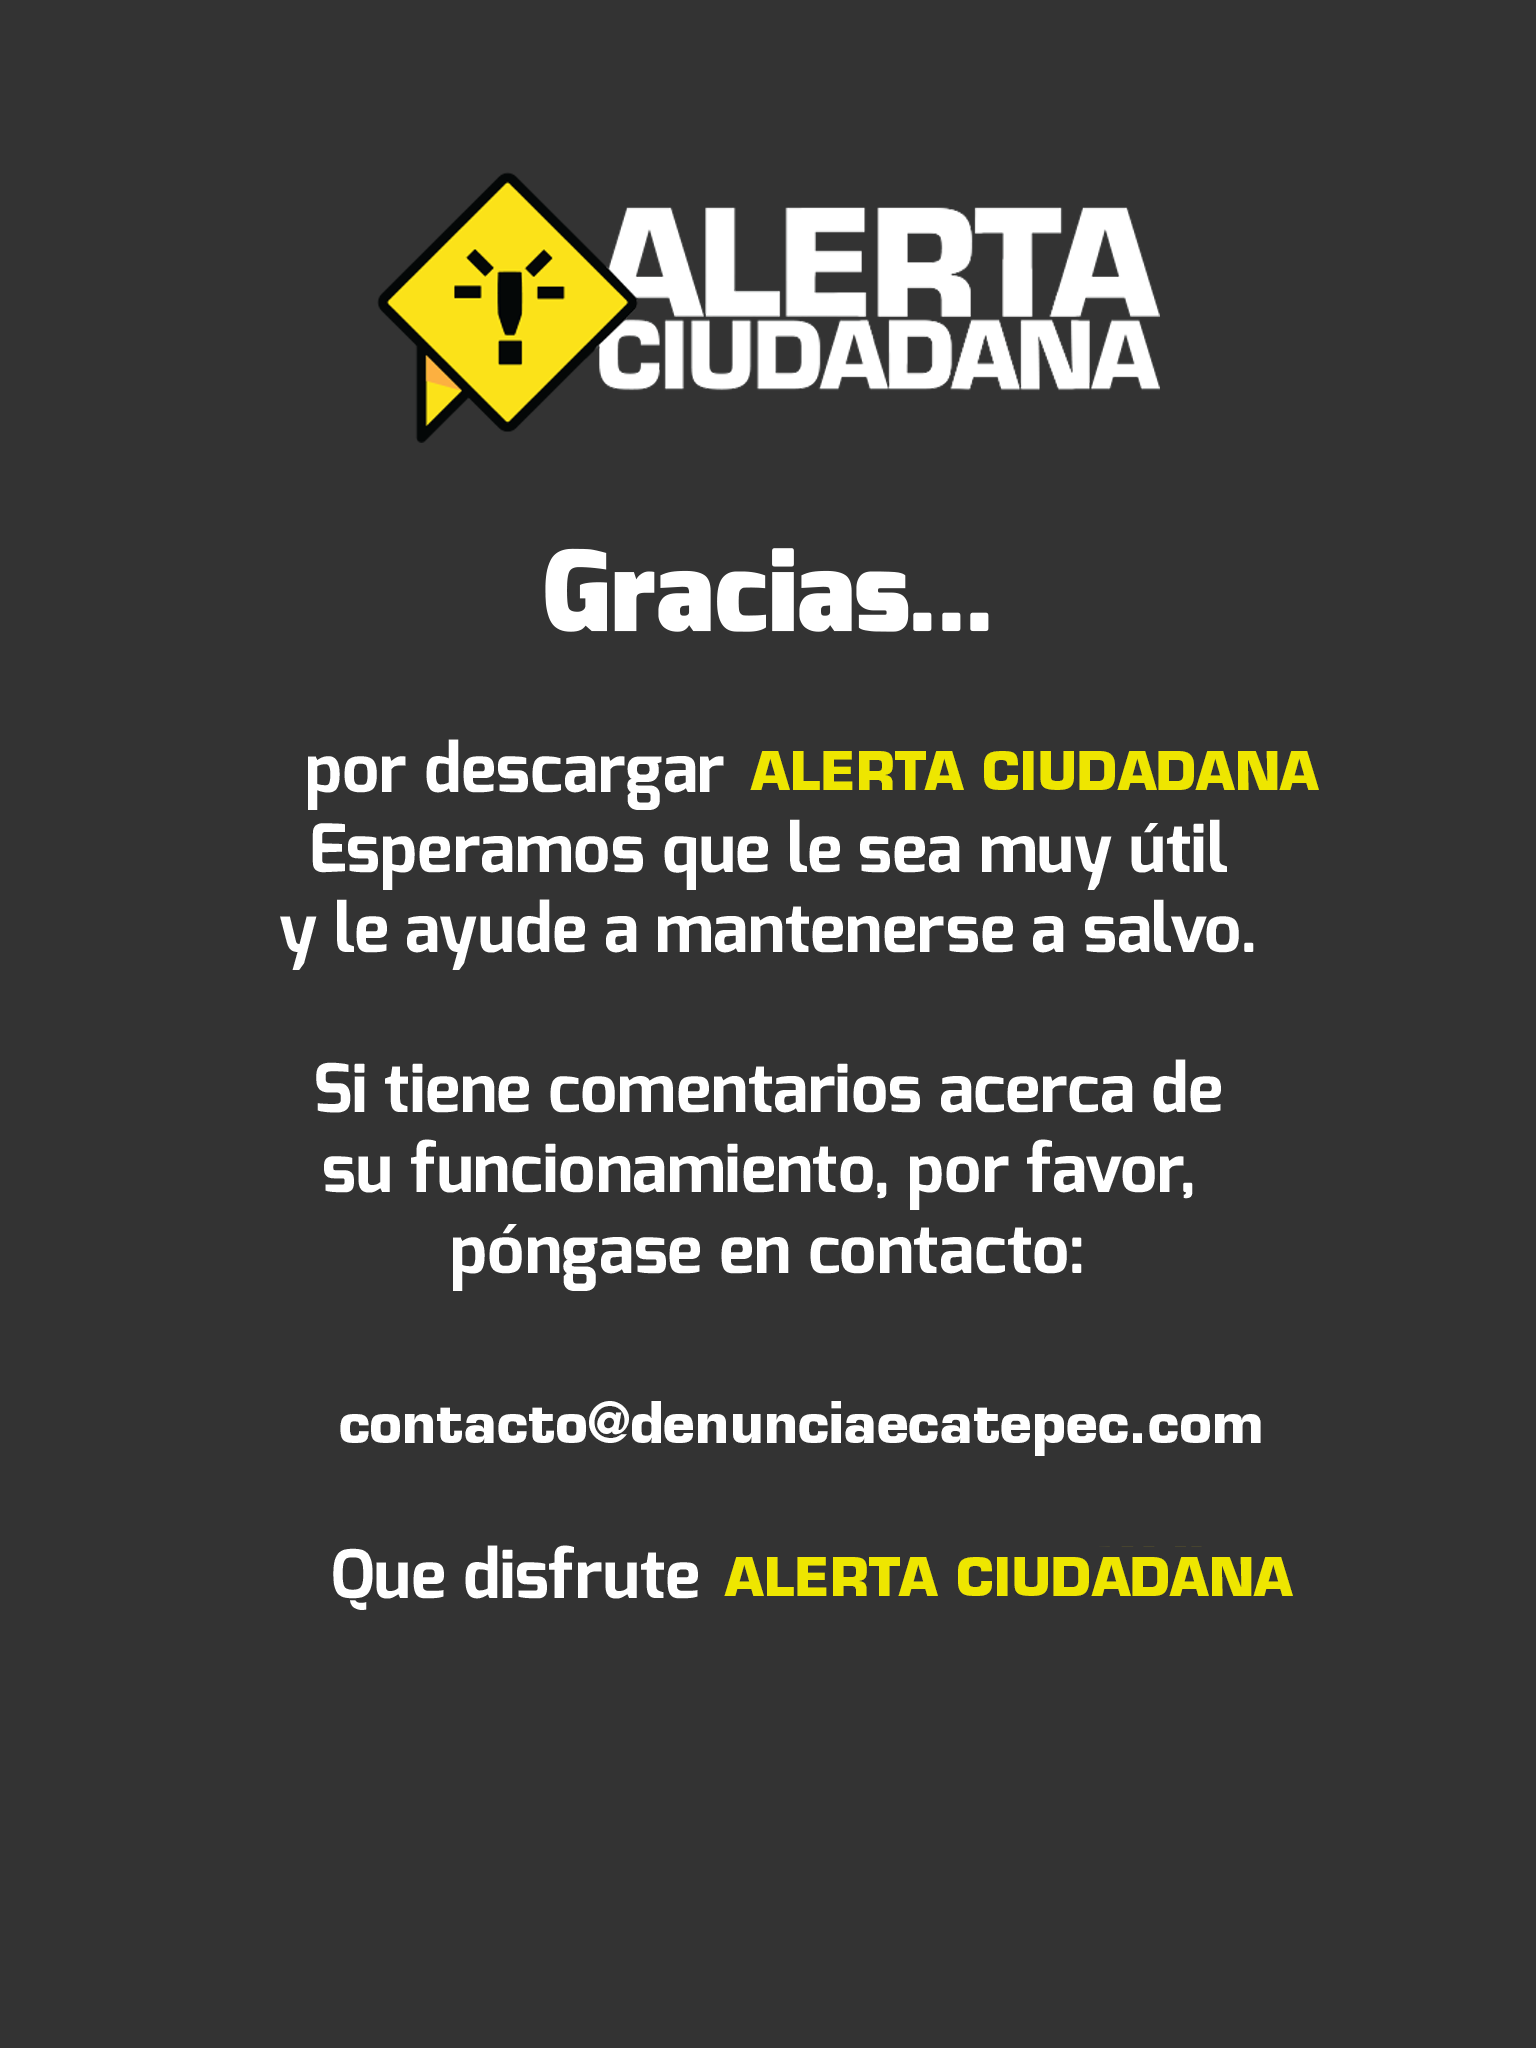 ALERTA
CIUDADANA
Gracias...
por descargar ALERTA CIUDADANA
Esperamos que le sea muy útil
y le ayude a mantenerse a salvo.
Si tiene comentarios acerca de
su funcionamiento, por favor,
póngase en contacto:
contacto@denunciaecatepec.com
Que disfrute ALERTA CIUDADANA